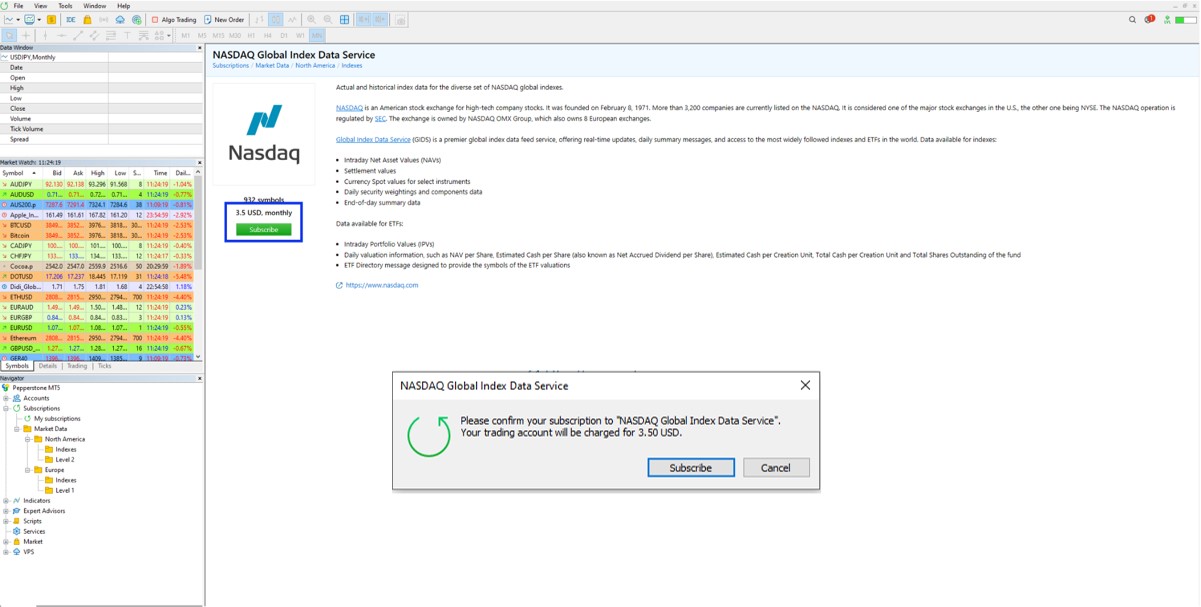 File View Tools Window Help
IDE Algo Trading New Order
M1 M5 M15 M30 H1 H4 D1 W1 MN
Data Window
USDJPY,Monthly
Date
Open
High
Low
Close
Volume
Tick Volume
Spread
Market Watch: 11:24:19
Symbol Bid Ask High Low S... Time Dail...
AUDJPY 92.130 92.138 93.296 91.568 8 11:24:19 -1.04%
AUDUSD 0.71... 0.71... 0.72... 0.71... 4 11:24:19 -0.77%
AUS200.p 7287.6 7291.4 7324.1 7284.6 38 11:09:19 -0.81%
Apple_In... 161.49 161.61 167.82 161.20 12 23:54:59 -2.92%
BTCUSD 3849... 3852... 3976... 3818... 30... 11:24:19 -2.53%
Bitcoin 3849... 3852... 3976... 3818... 30... 11:24:19 -2.53%
CADJPY 100.... 100.... 101.... 100.... 8 11:24:19 -0.40%
CHFJPY 133.... 133.... 134.... 133.... 12 11:24:17 -0.33%
Cocoa.p 2542.0 2547.0 2559.9 2516.6 50 20:29:59 -1.89%
DOTUSD 17.206 17.237 18.445 17.119 31 11:24:18 -5.48%
Didi_Glob... 1.71 1.75 1.81 1.68 4 22:54:58 1.18%
ETHUSD 2808... 2815... 2950... 2794... 700 11:24:19 -4.40%
EURAUD 1.49... 1.49... 1.50... 1.48... 12 11:24:19 0.23%
EURGBP 0.84... 0.84... 0.84... 0.83... 3 11:24:19 0.13%
EURUSD 1.07... 1.07... 1.08... 1.07... 1 11:24:19 -0.55%
Ethereum 2808... 2815... 2950... 2794... 700 11:24:19 -4.40%
GBPUSD_... 1.27... 1.27... 1.28... 1.27... 16 11:24:19 -0.67%
GER40
Symbols Details Trading Ticks
Navigator
Pepperstone MT5
Accounts
Subscriptions
My subscriptions
Market Data
North America
Indexes
Level 2
Europe
Indexes
Level 1
Indicators
Expert Advisors
Scripts
Services
Market
VPS
NASDAQ Global Index Data Service
Subscriptions / Market Data / North America / Indexes
Nasdaq
932 symbols
3.5 USD, monthly
Subscribe
Actual and historical index data for the diverse set of NASDAQ global indexes.
NASDAQ is an American stock exchange for high-tech company stocks. It was founded on February 8, 1971. More than 3,200 companies are currently listed on the NASDAQ. It is considered one of the major stock exchanges in the U.S., the other one being NYSE. The NASDAQ operation is
regulated by SEC. The exchange is owned by NASDAQ OMX Group, which also owns 8 European exchanges.
Global Index Data Service (GIDS) is a premier global index data feed service, offering real-time updates, daily summary messages, and access to the most widely followed indexes and ETFs in the world. Data available for indexes:
• Intraday Net Asset Values (NAVs)
• Settlement values
• Currency Spot values for select instruments
• Daily security weightings and components data
• End-of-day summary data
Data available for ETFs:
• Intraday Portfolio Values (IPVs)
• Daily valuation information, such as NAV per Share, Estimated Cash per Share (also known as Net Accrued Dividend per Share), Estimated Cash per Creation Unit, Total Cash per Creation Unit and Total Shares Outstanding of the fund
• ETF Directory message designed to provide the symbols of the ETF valuations
https://www.nasdaq.com
NASDAQ Global Index Data Service
Please confirm your subscription to "NASDAQ Global Index Data Service".
Your trading account will be charged for 3.50 USD.
Subscribe Cancel